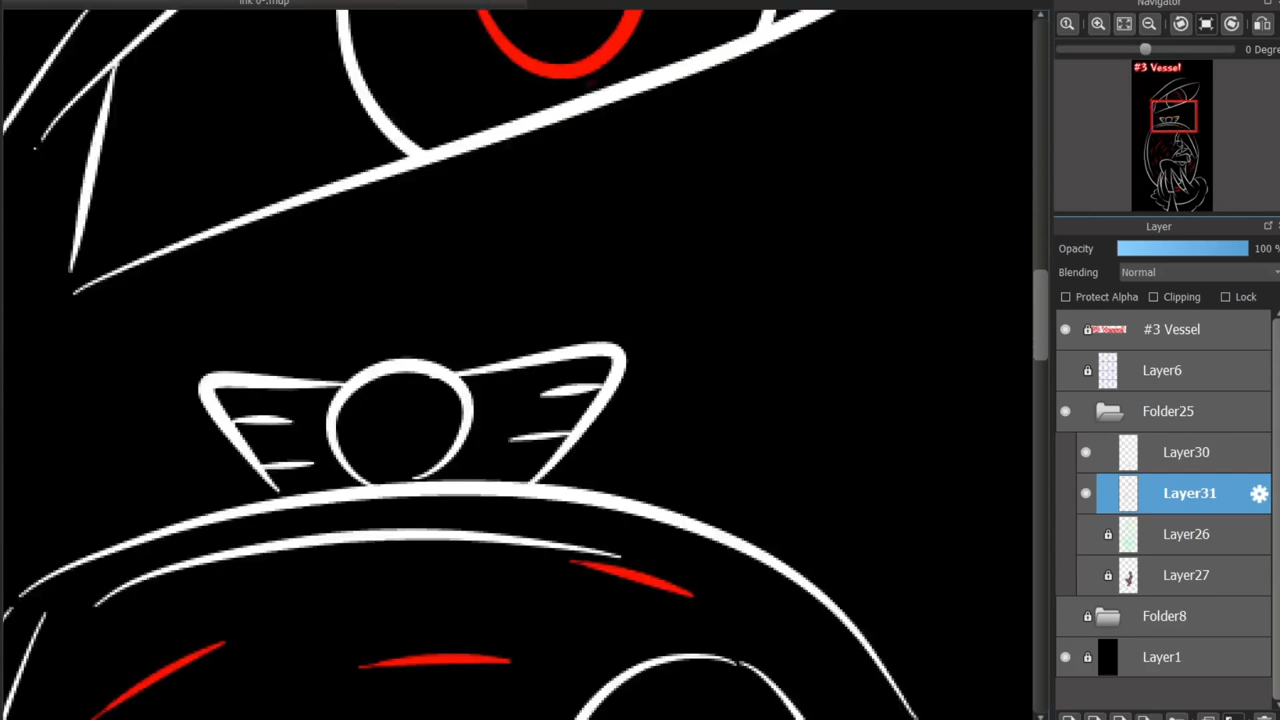 Navigator
0 Degre
#3 Vessel
Layer
Opacity 100 %
Blending Normal
Protect Alpha Clipping Lock
#3 Vessel
Layer6
Folder25
Layer30
Layer31
Layer26
Layer27
Folder8
Layer1